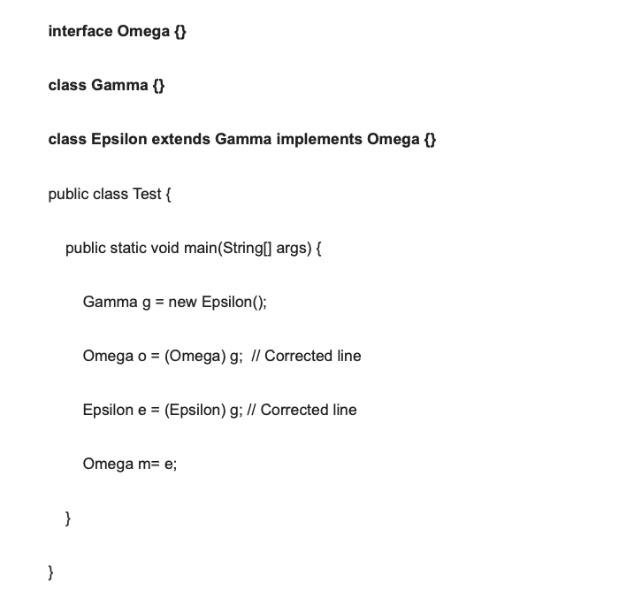 interface Omega {}
class Gamma {}
class Epsilon extends Gamma implements Omega {}
public class Test {
public static void main(String[] args) {
Gamma g = new Epsilon();
Omega o = (Omega) g;  // Corrected line
Epsilon e = (Epsilon) g; // Corrected line
Omega m= e;
}
}